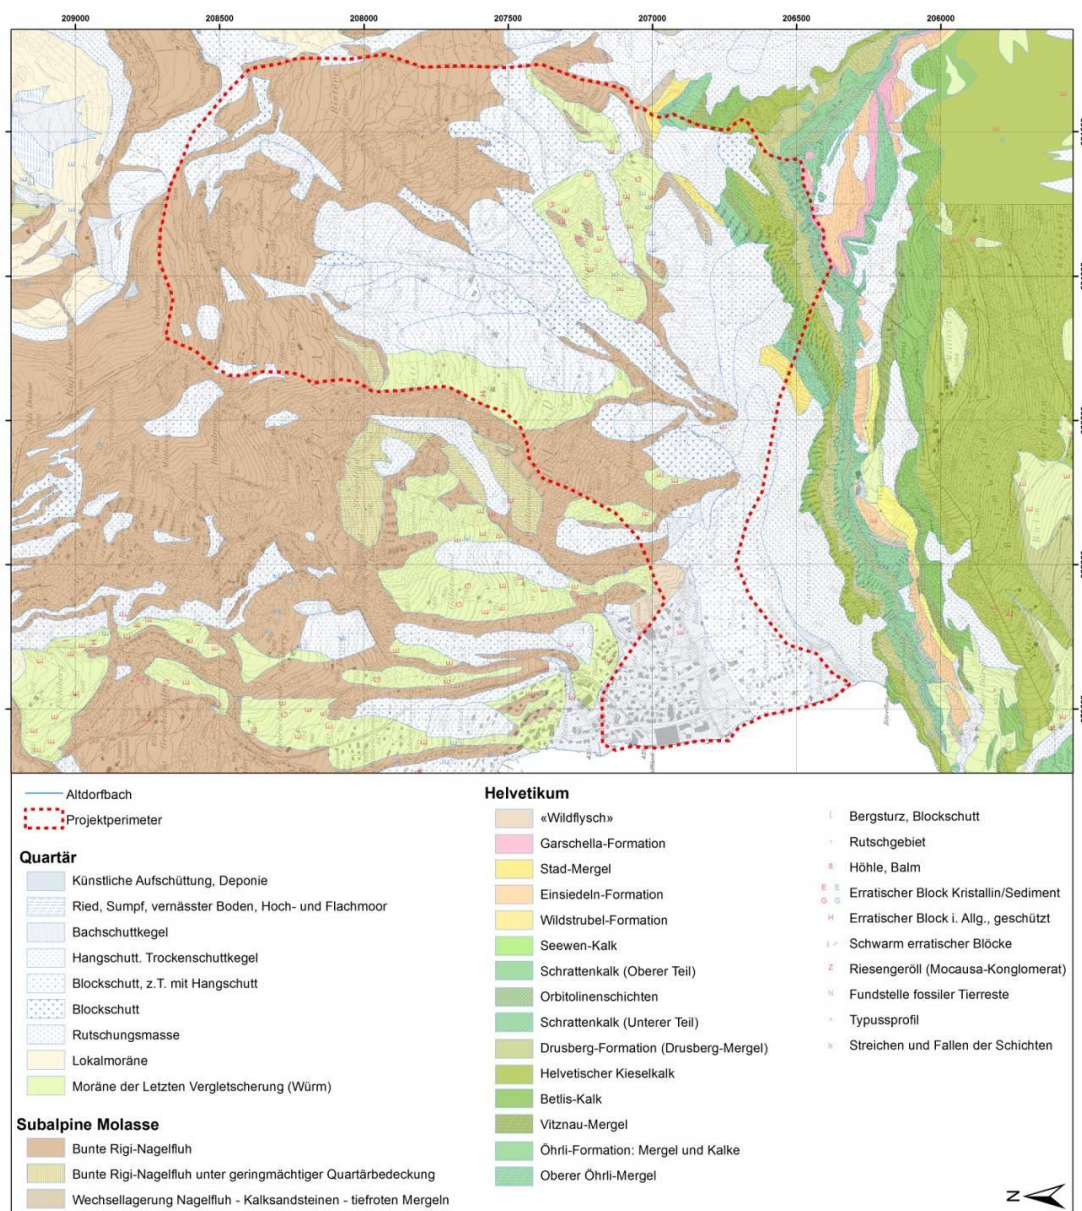 209000 208500 208000 207500 207000 206500 206000
Altdorfbach
Projektperimeter
Quartär
Künstliche Aufschüttung, Deponie
Ried, Sumpf, vernässter Boden, Hoch- und Flachmoor
Bachschuttkegel
Hangschutt. Trockenschuttkegel
Blockschutt, z.T. mit Hangschutt
Blockschutt
Rutschungsmasse
Lokalmoräne
Moräne der Letzten Vergletscherung (Würm)
Subalpine Molasse
Bunte Rigi-Nagelfluh
Bunte Rigi-Nagelfluh unter geringmächtiger Quartärbedeckung
Wechsellagerung Nagelfluh - Kalksandsteinen - tiefroten Mergeln
Helvetikum
«Wildflysch»
Garschella-Formation
Stad-Mergel
Einsiedeln-Formation
Wildstrubel-Formation
Seewen-Kalk
Schrattenkalk (Oberer Teil)
Orbitolinenschichten
Schrattenkalk (Unterer Teil)
Drusberg-Formation (Drusberg-Mergel)
Helvetischer Kieselkalk
Betlis-Kalk
Vitznau-Mergel
Öhrli-Formation: Mergel und Kalke
Oberer Öhrli-Mergel
Bergsturz, Blockschutt
Rutschgebiet
Höhle, Balm
E E
G G
Erratischer Block Kristallin/Sediment
H Erratischer Block i. Allg., geschützt
Schwarm erratischer Blöcke
Z Riesengeröll (Mocausa-Konglomerat)
N Fundstelle fossiler Tierreste
Typussprofil
Streichen und Fallen der Schichten
N